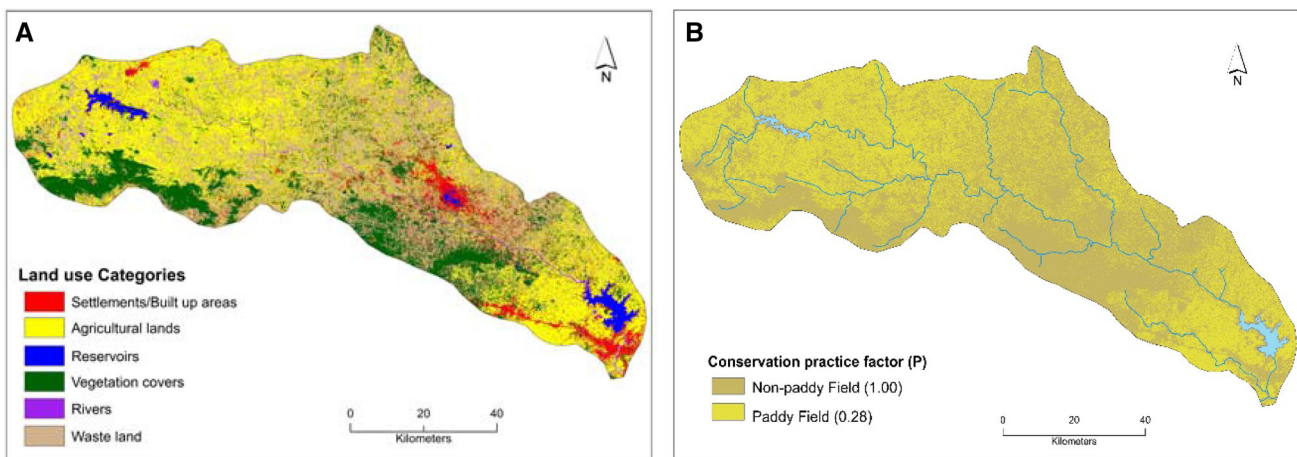 A
N
Land use Categories
Settlements/Built up areas
Agricultural lands
Reservoirs
Vegetation covers
Rivers
Waste land
0 20 40
Kilometers
B
N
Conservation practice factor (P)
Non-paddy Field (1.00)
Paddy Field (0.28)
0 20 40
Kilometers